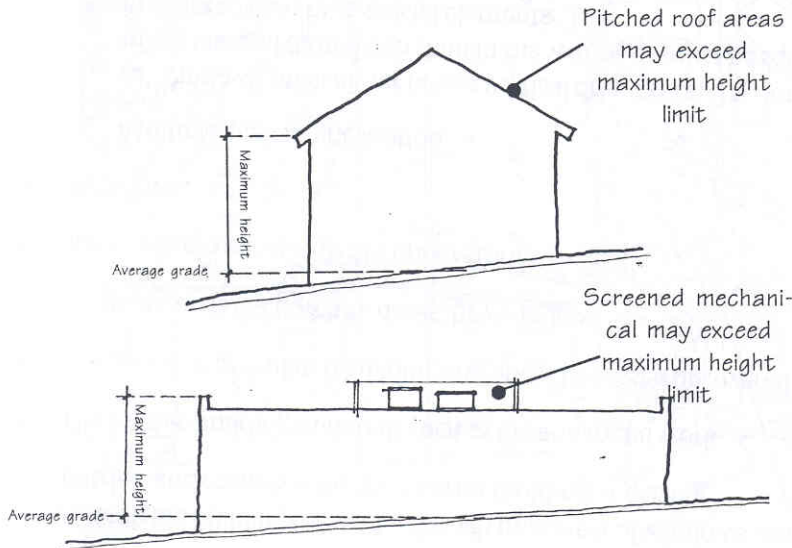 Pitched roof areas
may exceed
maximum height
limit
Maximum height
Average grade
Screened mechani-
cal may exceed
maximum height
limit
Maximum height
Average grade